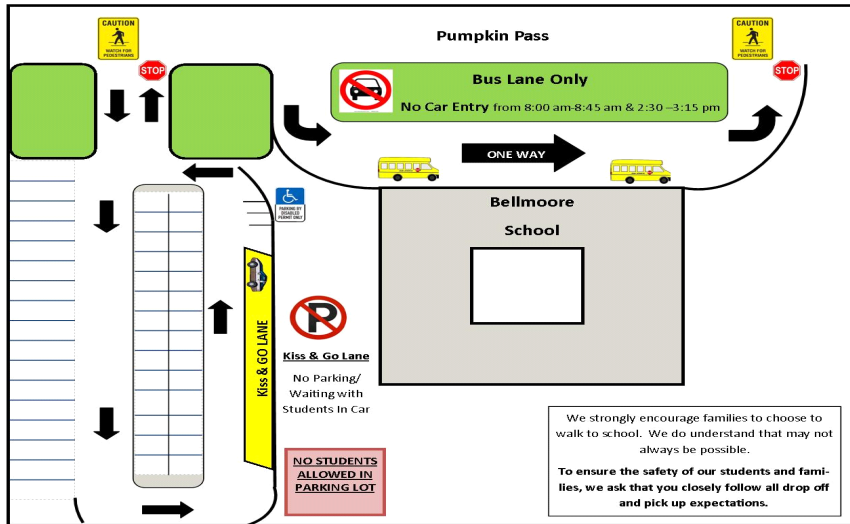 CAUTION
WATCH FOR
PEDESTRIANS
STOP
Pumpkin Pass
CAUTION
WATCH FOR
PEDESTRIANS
STOP
Bus Lane Only
No Car Entry from 8:00 am-8:45 am & 2:30 –3:15 pm
ONE WAY
PARKING BY
DISABLED
PERMIT ONLY
Bellmoore
School
Kiss & GO LANE
P
Kiss & Go Lane
No Parking/
Waiting with
Students In Car
NO STUDENTS
ALLOWED IN
PARKING LOT
We strongly encourage families to choose to
walk to school. We do understand that may not
always be possible.
To ensure the safety of our students and fami-
lies, we ask that you closely follow all drop off
and pick up expectations.